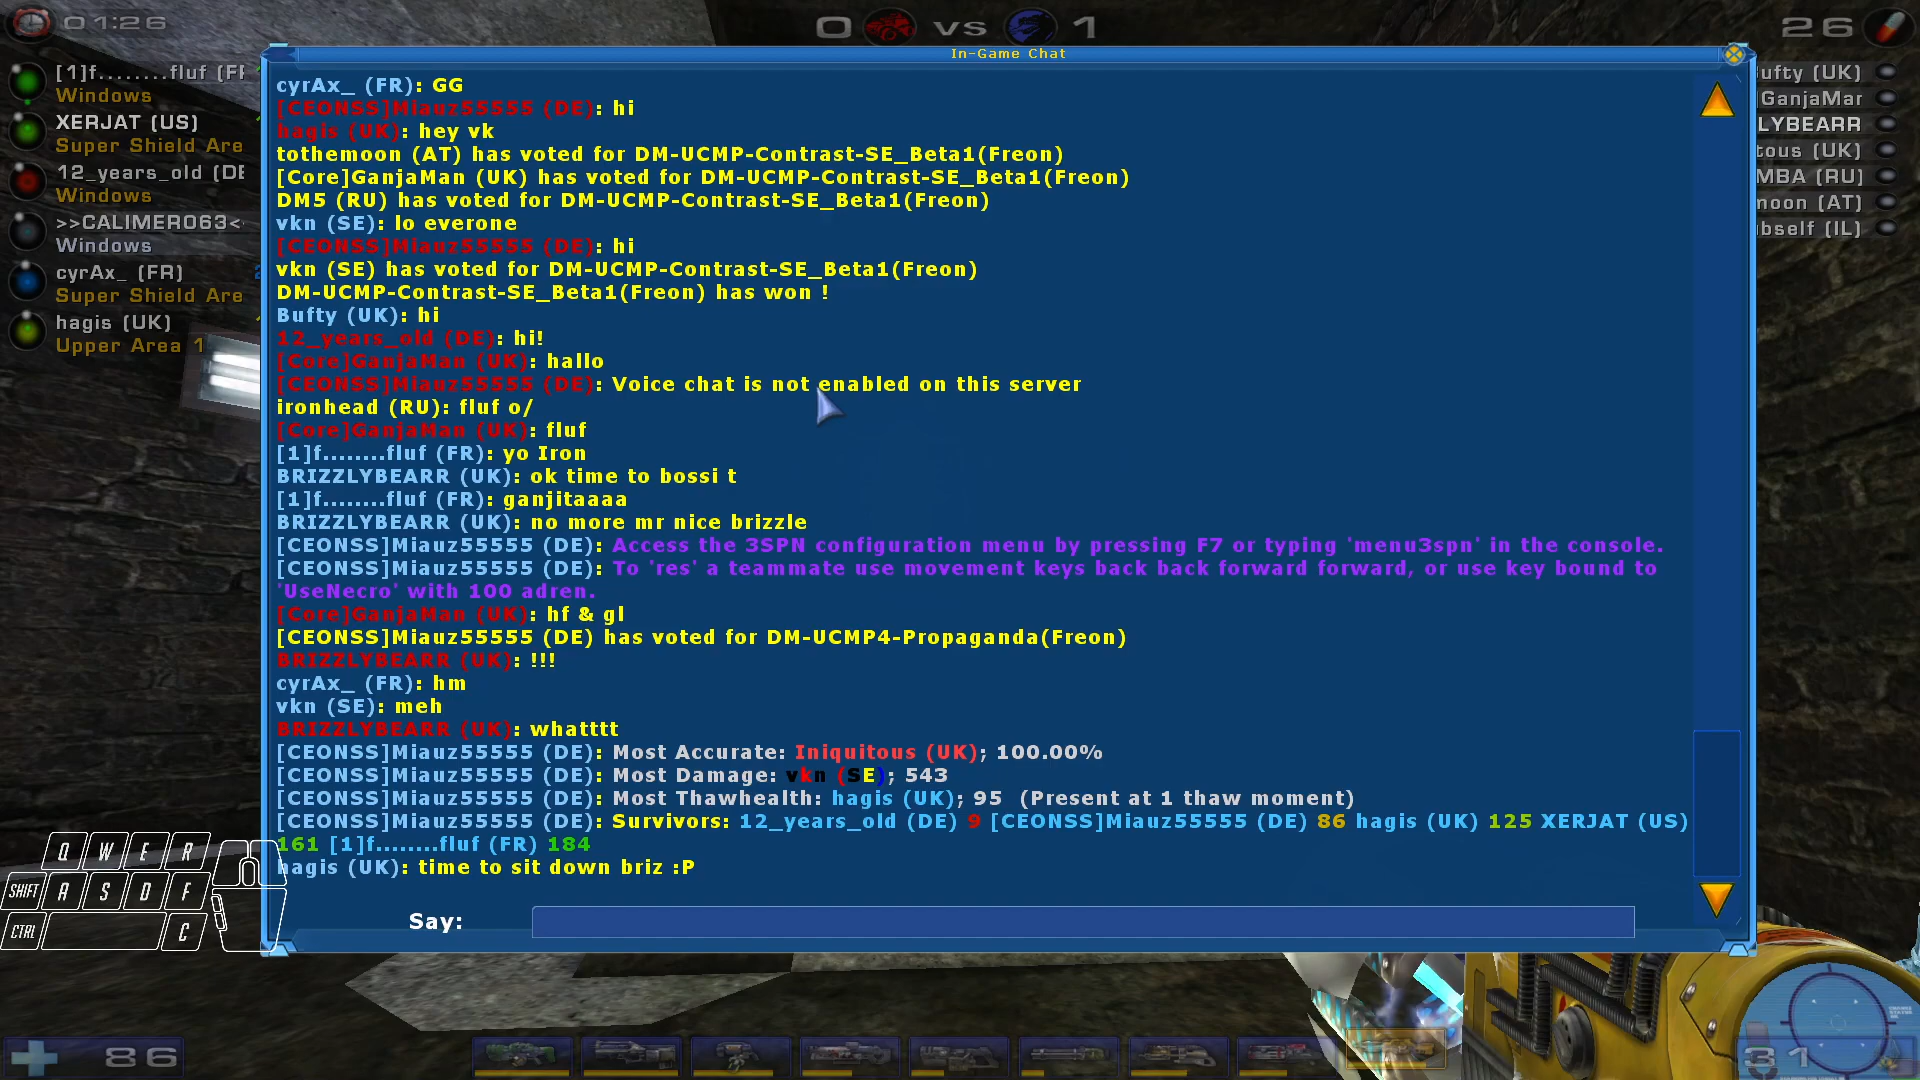 01:26
0 vs 1
26
In-Game Chat
[1]f........fluf (FR
Windows
XERJAT (US)
Super Shield Are
12_years_old (DE
Windows
>>CALIMERO63<
Windows
cyrAx_ (FR)
Super Shield Are
hagis (UK)
Upper Area 1
ufty (UK)
GanjaMar
LYBEARR
tous (UK)
MBA (RU)
moon (AT)
bself (IL)
cyrAx_ (FR): GG
[CEONSS]Miauz55555 (DE): hi
hagis (UK): hey vk
tothemoon (AT) has voted for DM-UCMP-Contrast-SE_Beta1(Freon)
[Core]GanjaMan (UK) has voted for DM-UCMP-Contrast-SE_Beta1(Freon)
DM5 (RU) has voted for DM-UCMP-Contrast-SE_Beta1(Freon)
vkn (SE): lo everone
[CEONSS]Miauz55555 (DE): hi
vkn (SE) has voted for DM-UCMP-Contrast-SE_Beta1(Freon)
DM-UCMP-Contrast-SE_Beta1(Freon) has won !
Bufty (UK): hi
12_years_old (DE): hi!
[Core]GanjaMan (UK): hallo
[CEONSS]Miauz55555 (DE): Voice chat is not enabled on this server
ironhead (RU): fluf o/
[Core]GanjaMan (UK): fluf
[1]f........fluf (FR): yo Iron
BRIZZLYBEARR (UK): ok time to bossi t
[1]f........fluf (FR): ganjitaaaa
BRIZZLYBEARR (UK): no more mr nice brizzle
[CEONSS]Miauz55555 (DE): Access the 3SPN configuration menu by pressing F7 or typing 'menu3spn' in the console.
[CEONSS]Miauz55555 (DE): To 'res' a teammate use movement keys back back forward forward, or use key bound to
'UseNecro' with 100 adren.
[Core]GanjaMan (UK): hf & gl
[CEONSS]Miauz55555 (DE) has voted for DM-UCMP4-Propaganda(Freon)
BRIZZLYBEARR (UK): !!!
cyrAx_ (FR): hm
vkn (SE): meh
BRIZZLYBEARR (UK): whatttt
[CEONSS]Miauz55555 (DE): Most Accurate: Iniquitous (UK); 100.00%
[CEONSS]Miauz55555 (DE): Most Damage: vkn (SE); 543
[CEONSS]Miauz55555 (DE): Most Thawhealth: hagis (UK); 95 (Present at 1 thaw moment)
[CEONSS]Miauz55555 (DE): Survivors: 12_years_old (DE) 9 [CEONSS]Miauz55555 (DE) 86 hagis (UK) 125 XERJAT (US)
161 [1]f........fluf (FR) 184
hagis (UK): time to sit down briz :P
Say:
Q W E R
SHIFT A S D F
CTRL C
86
31